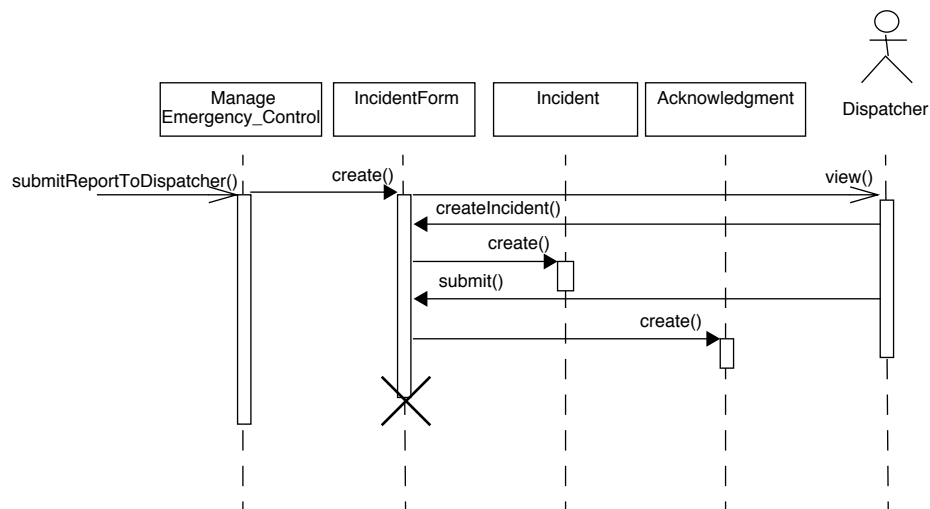 Manage
Emergency_Control
IncidentForm
Incident
Acknowledgment
Dispatcher
submitReportToDispatcher()
create()
view()
createIncident()
create()
submit()
create()